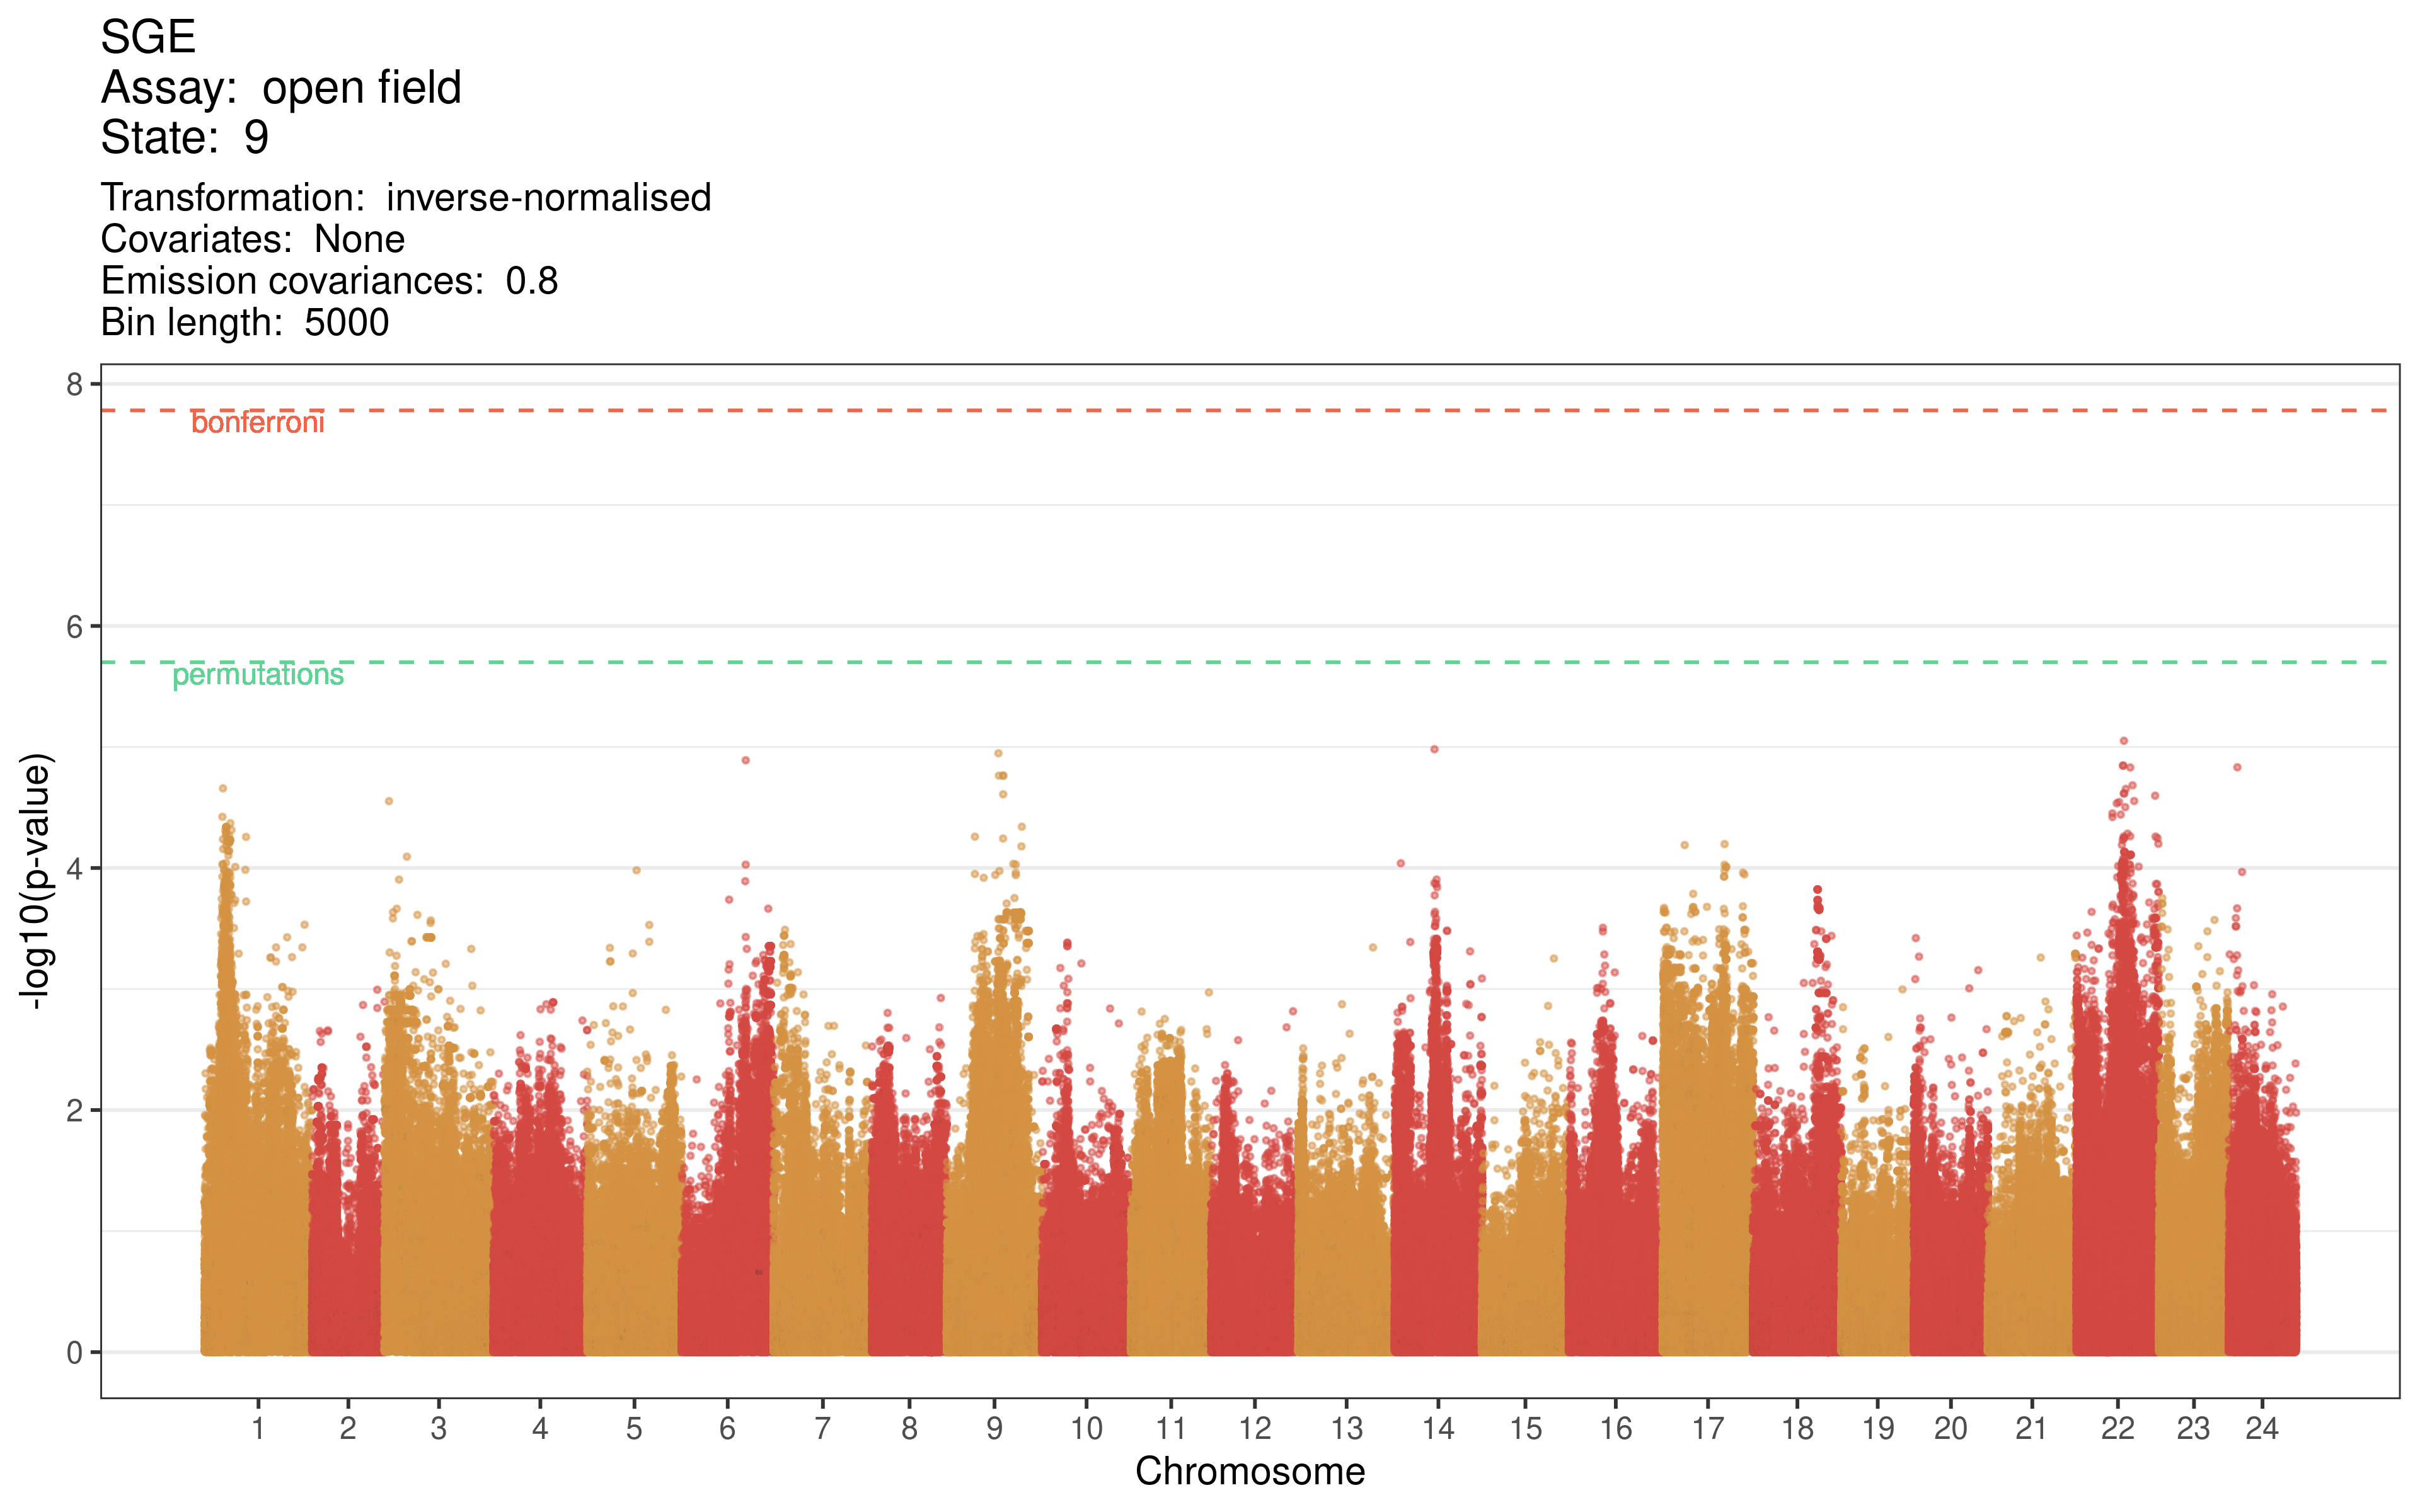 SGE
Assay:  open field
State:  9
Transformation:  inverse-normalised
Covariates:  None
Emission covariances:  0.8
Bin length:  5000
8
bonferroni
6
permutations
4
2
0
-log10(p-value)
1 2 3 4 5 6 7 8 9 10 11 12 13 14 15 16 17 18 19 20 21 22 23 24
Chromosome